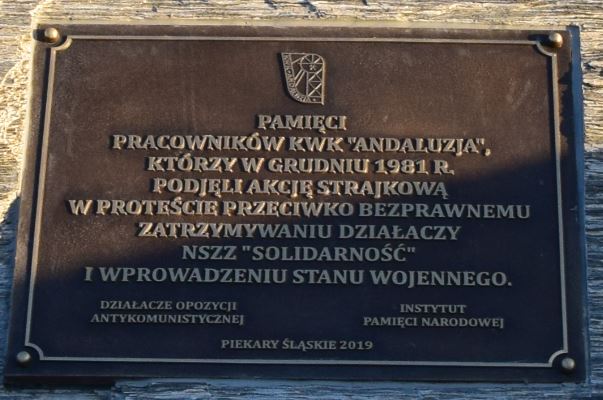 PAMIĘCI
PRACOWNIKÓW KWK "ANDALUZJA",
KTÓRZY W GRUDNIU 1981 R.
PODJĘLI AKCJĘ STRAJKOWĄ
W PROTEŚCIE PRZECIWKO BEZPRAWNEMU
ZATRZYMYWANIU DZIAŁACZY
NSZZ "SOLIDARNOŚĆ"
I WPROWADZENIU STANU WOJENNEGO.
DZIAŁACZE OPOZYCJI
ANTYKOMUNISTYCZNEJ
INSTYTUT
PAMIĘCI NARODOWEJ
PIEKARY ŚLĄSKIE 2019